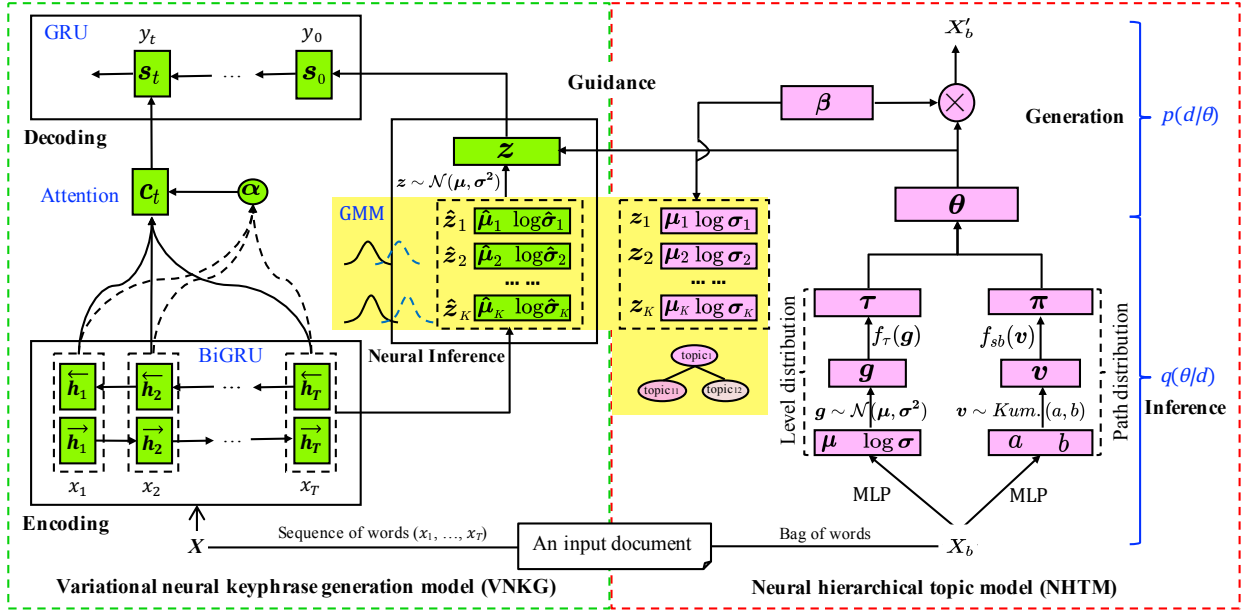 GRU
y_t
y_0
s_t
...
s_0
Decoding
Guidance
X'_b
β
×
Generation
p(d/θ)
Attention
c_t
α
z
z ∼ N(μ, σ²)
θ
GMM
ẑ_1 μ̂_1 logσ̂_1
ẑ_2 μ̂_2 logσ̂_2
... ...
ẑ_K μ̂_K logσ̂_K
Neural Inference
z_1 μ_1 log σ_1
z_2 μ_2 log σ_2
... ...
z_K μ_K log σ_K
topic₁
topic₁₁ topic₁₂
τ
π
f_τ(g)
f_sb(v)
g
v
g ∼ N(μ, σ²)
v ∼ Kum.(a, b)
μ log σ
a b
Level distribution
Path distribution
MLP
MLP
q(θ/d)
Inference
BiGRU
←h_1 ←h_2 ... ←h_T
→h_1 →h_2 ... →h_T
x_1 x_2 x_T
Encoding
X
Sequence of words (x_1, ..., x_T)
An input document
Bag of words
X_b
Variational neural keyphrase generation model (VNKG)
Neural hierarchical topic model (NHTM)